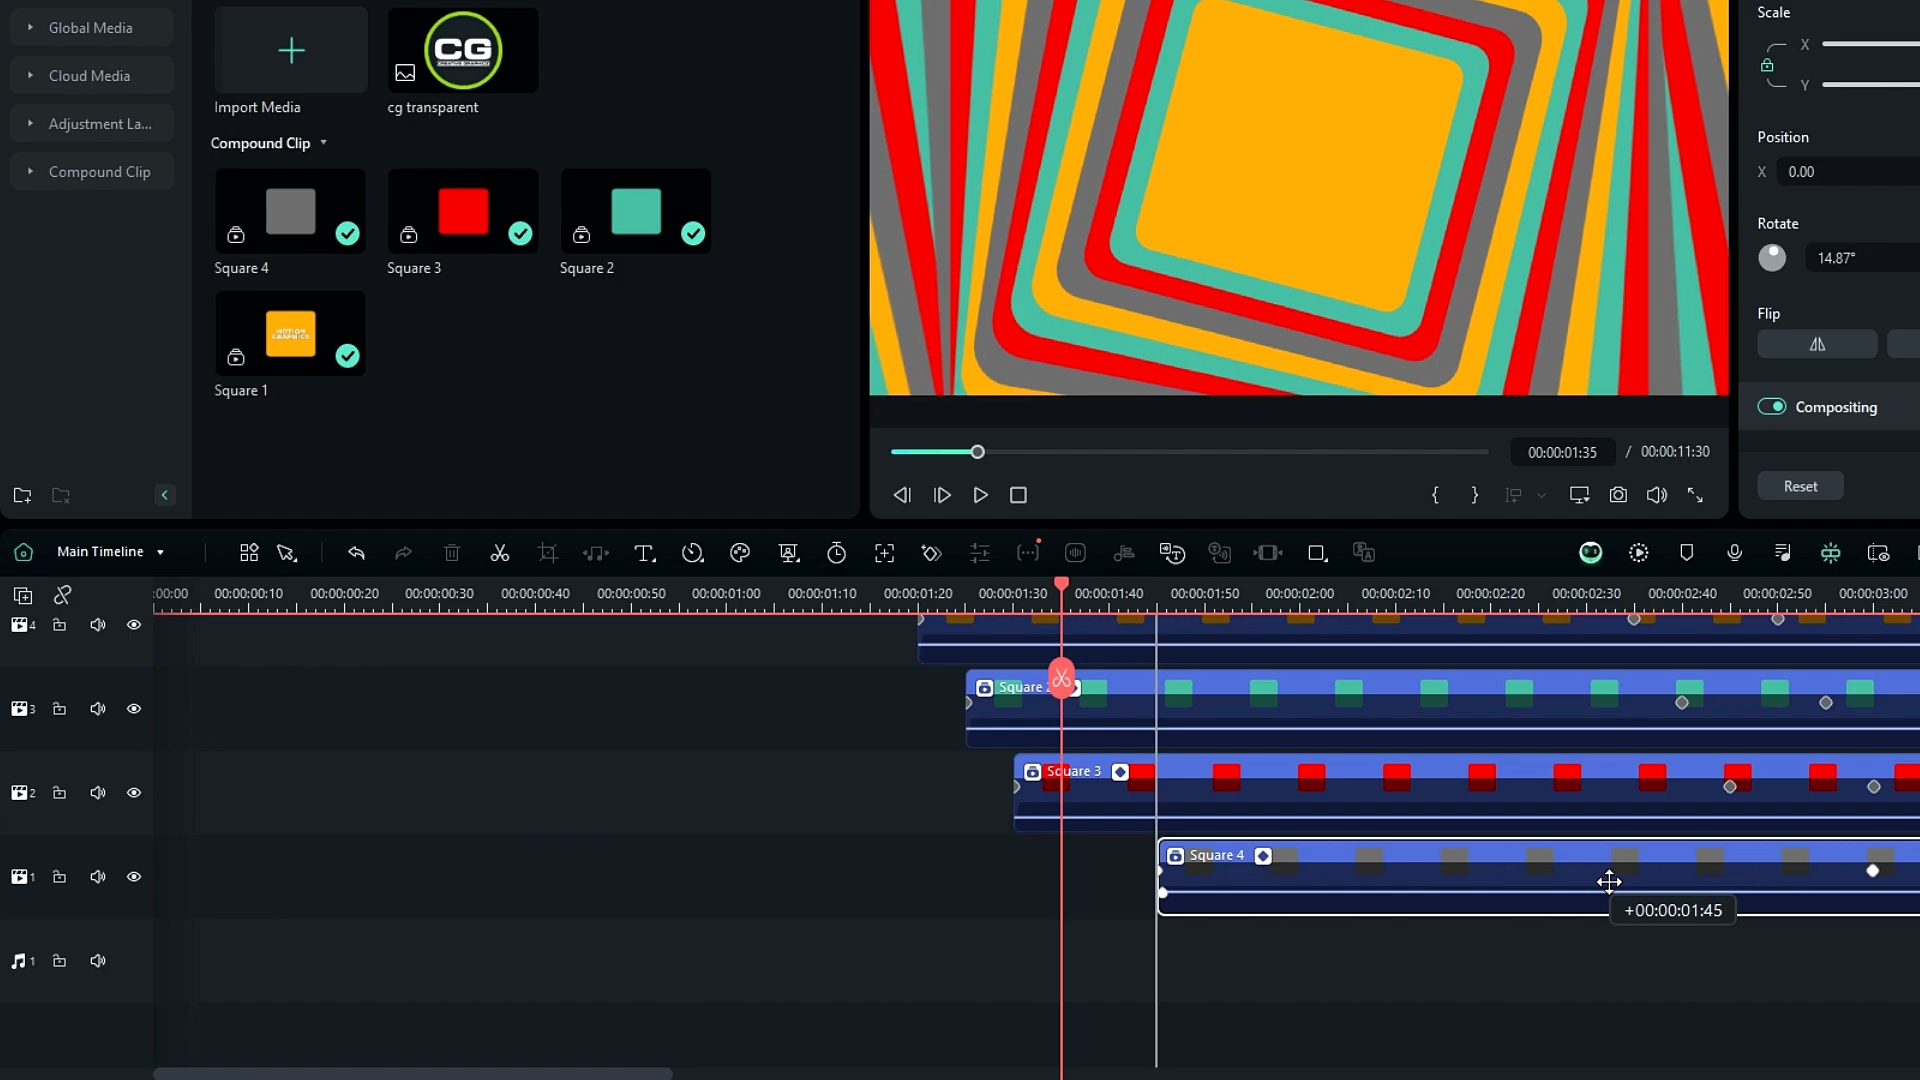 Global Media
Cloud Media
Adjustment La...
Compound Clip
Import Media
CG
cg transparent
Compound Clip
Square 4
Square 3
Square 2
MOTION
GRAPHICS
Square 1
00:00:01:35 / 00:00:11:30
Scale
X
Y
Position
X 0.00
Rotate
14.87°
Flip
Compositing
Reset
Main Timeline
:00:00 00:00:00:10 00:00:00:20 00:00:00:30 00:00:00:40 00:00:00:50 00:00:01:00 00:00:01:10 00:00:01:20 00:00:01:30 00:00:01:40 00:00:01:50 00:00:02:00 00:00:02:10 00:00:02:20 00:00:02:30 00:00:02:40 00:00:02:50 00:00:03:00
4
3
Square
2
Square 3
1
Square 4
+00:00:01:45
1